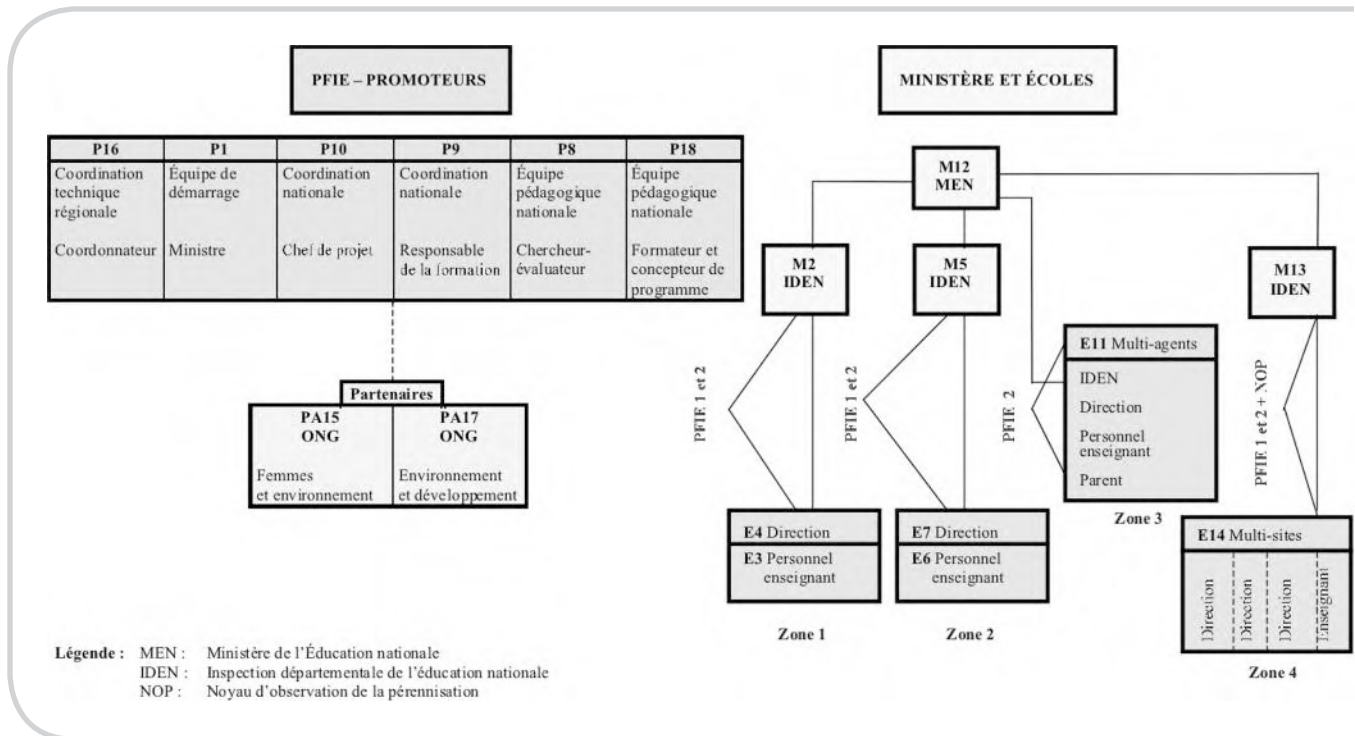 PFIE – PROMOTEURS
MINISTÈRE ET ÉCOLES
P16
Coordination
technique
régionale
Coordonnateur
P1
Équipe de
démarrage
Ministre
P10
Coordination
nationale
Chef de projet
P9
Coordination
nationale
Responsable
de la formation
P8
Équipe
pédagogique
nationale
Chercheur-
évaluateur
P18
Équipe
pédagogique
nationale
Formateur et
concepteur de
programme
Partenaires
PA15
ONG
Femmes
et environnement
PA17
ONG
Environnement
et développement
M12
MEN
M2
IDEN
M5
IDEN
M13
IDEN
PFIE 1 et 2
PFIE 1 et 2
PFIE 2
PFIE 1 et 2 + NOP
E11 Multi-agents
IDEN
Direction
Personnel
enseignant
Parent
Zone 3
E4 Direction
E3 Personnel
enseignant
Zone 1
E7 Direction
E6 Personnel
enseignant
Zone 2
E14 Multi-sites
Direction
Direction
Direction
Enseignant
Zone 4
Légende : MEN : Ministère de l'Éducation nationale
IDEN : Inspection départementale de l'éducation nationale
NOP : Noyau d'observation de la pérennisation